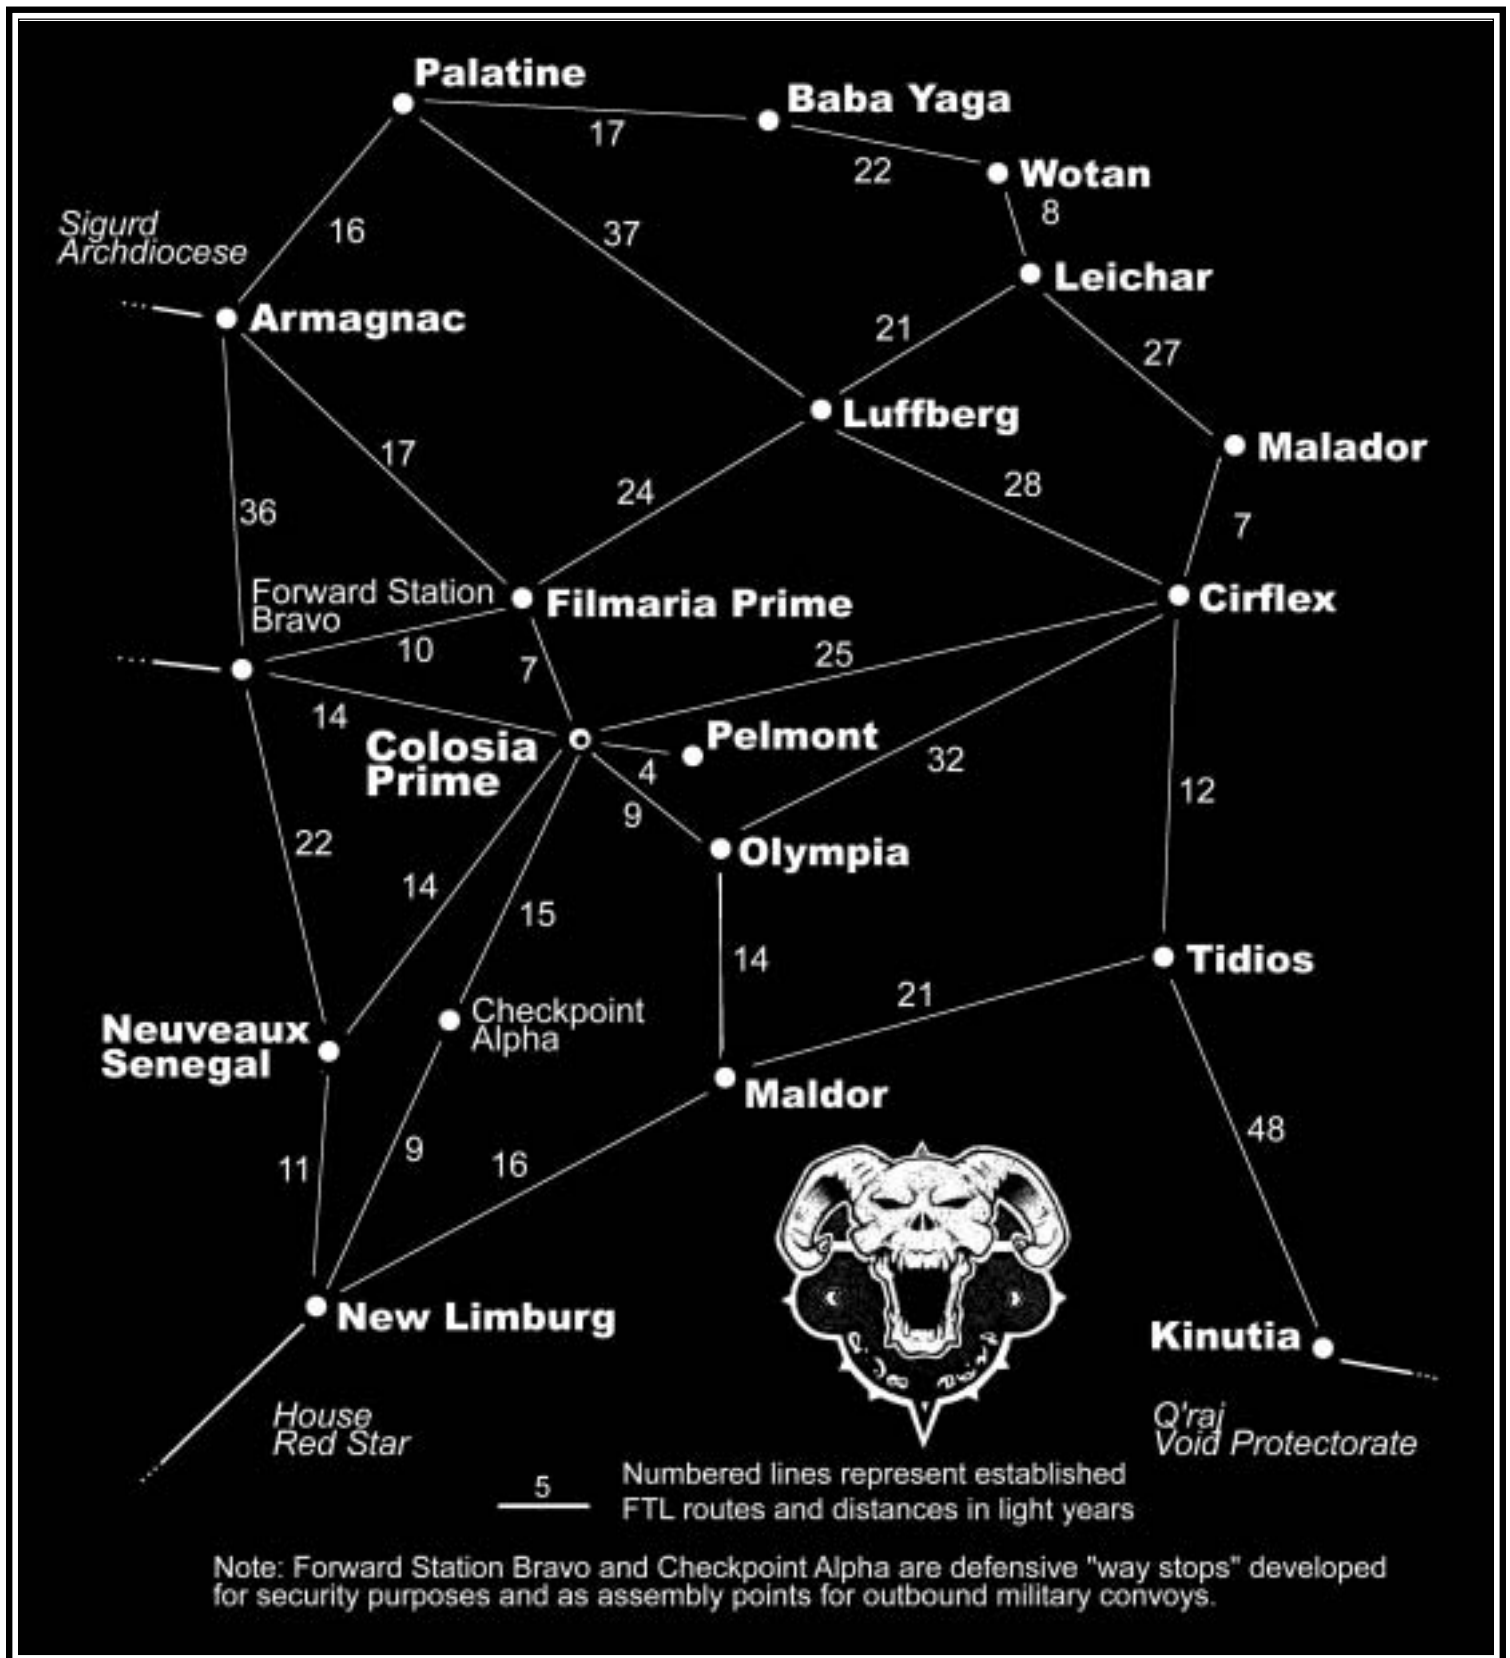 Palatine
Baba Yaga
17
22
Wotan
8
Sigurd
Archdiocese
16
37
Leichar
Armagnac
21
27
Luffberg
Malador
17
24
28
36
7
Forward Station
Bravo
Filmaria Prime
Cirflex
10
7
25
14
Colosia
Prime
Pelmont
4
32
9
12
22
Olympia
14
15
14
Tidios
21
Neuveaux
Senegal
Checkpoint
Alpha
Maldor
11
9
16
48
New Limburg
Kinutia
House
Red Star
Q'raj
Void Protectorate
5
Numbered lines represent established
FTL routes and distances in light years
Note: Forward Station Bravo and Checkpoint Alpha are defensive "way stops" developed
for security purposes and as assembly points for outbound military convoys.